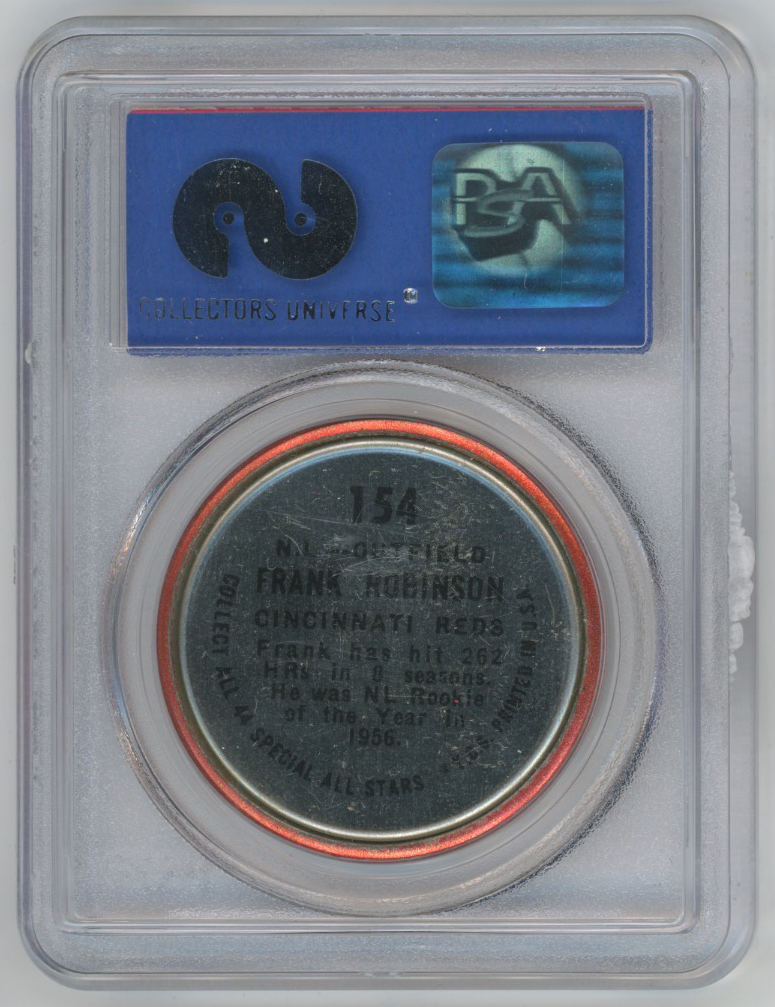 COLLECTORS UNIVERSE®
PSA
154
N.L.—OUTFIELD
FRANK ROBINSON
CINCINNATI REDS
Frank has hit 262
HRs in 8 seasons.
He was NL Rookie
of the Year in
1956.
COLLECT ALL 44 SPECIAL ALL STARS
T.C.G. PRINTED IN U.S.A.